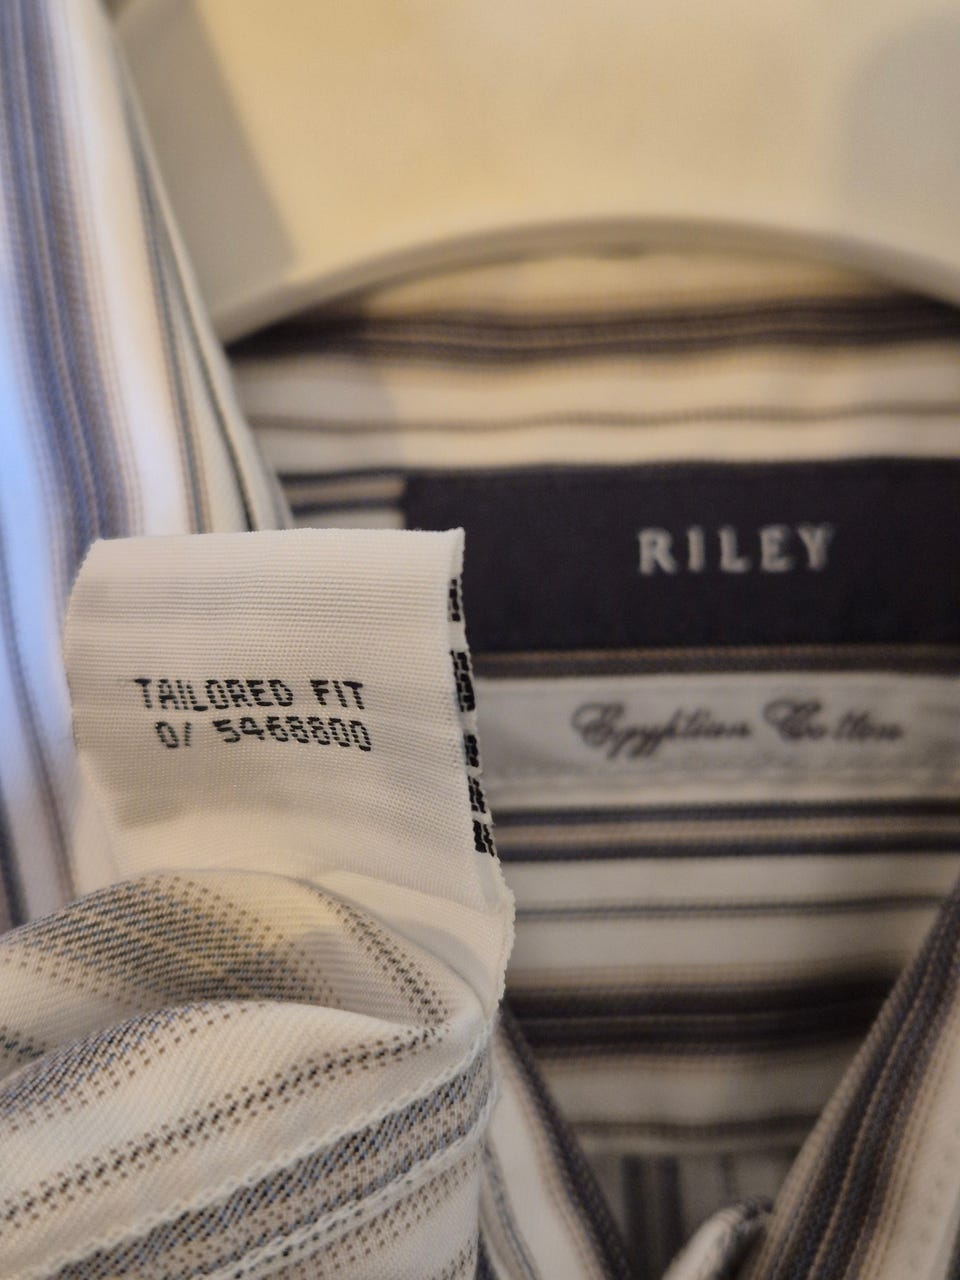 RILEY
Egyptian Cotton
TAILORED FIT
0/ 5468800